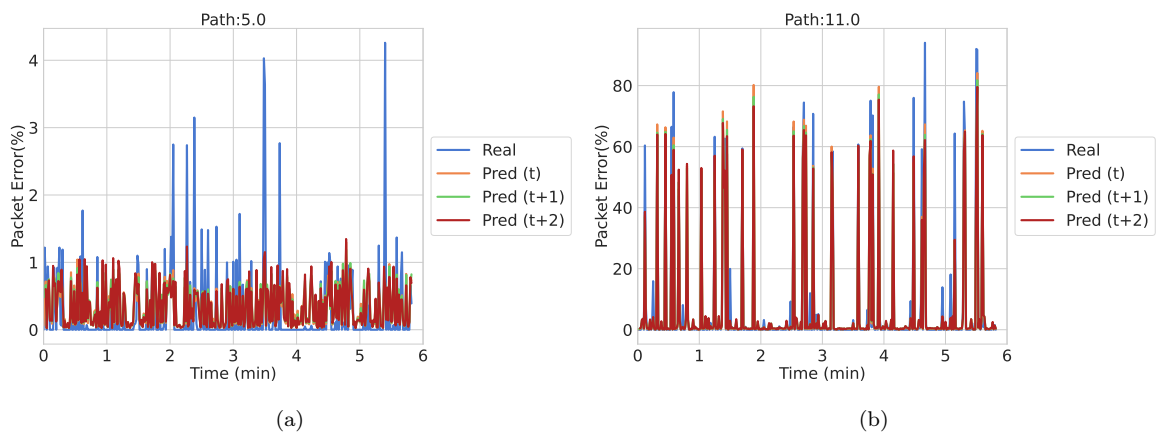 Path:5.0
Packet Error(%)
4
3
2
1
0
0 1 2 3 4 5 6
Time (min)
Real
Pred (t)
Pred (t+1)
Pred (t+2)
(a)
Path:11.0
Packet Error(%)
80
60
40
20
0
0 1 2 3 4 5 6
Time (min)
Real
Pred (t)
Pred (t+1)
Pred (t+2)
(b)